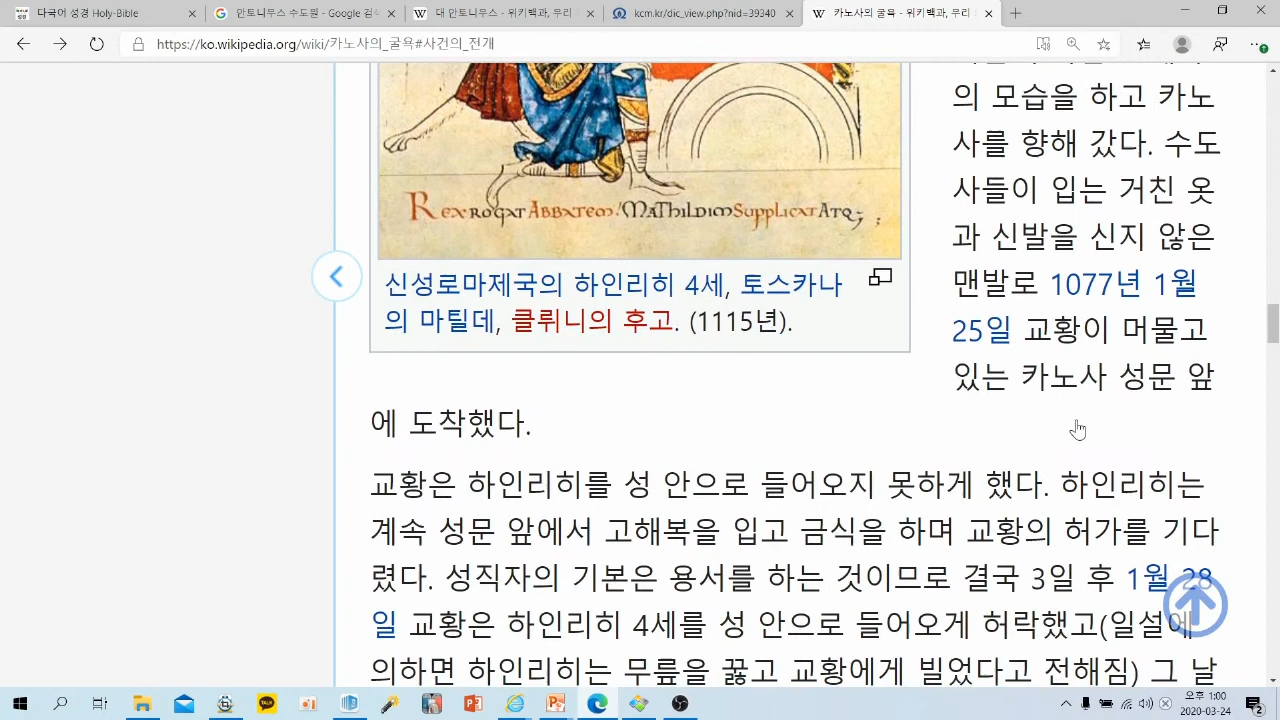 다국어 성경 Holy-Bible
안토니우스 수도원 - Google 검색
대 안토니우스 - 위키백과, 우리 모
kcm.kr/dic_view.php?nid=39340
카노사의 굴욕 - 위키백과, 우리 모
https://ko.wikipedia.org/wiki/카노사의_굴욕#사건의_전개
의 모습을 하고 카노
사를 향해 갔다. 수도
사들이 입는 거친 옷
과 신발을 신지 않은
맨발로 1077년 1월
25일 교황이 머물고
있는 카노사 성문 앞
에 도착했다.
Rex rogat Abbatem! Mathildim Supplicat Atq;
신성로마제국의 하인리히 4세, 토스카나
의 마틸데, 클뤼니의 후고. (1115년).
교황은 하인리히를 성 안으로 들어오지 못하게 했다. 하인리히는
계속 성문 앞에서 고해복을 입고 금식을 하며 교황의 허가를 기다
렸다. 성직자의 기본은 용서를 하는 것이므로 결국 3일 후 1월 28
일 교황은 하인리히 4세를 성 안으로 들어오게 허락했고(일설에
의하면 하인리히는 무릎을 꿇고 교황에게 빌었다고 전해짐) 그 날
TALK
오후 1:00
2020-03-24
2